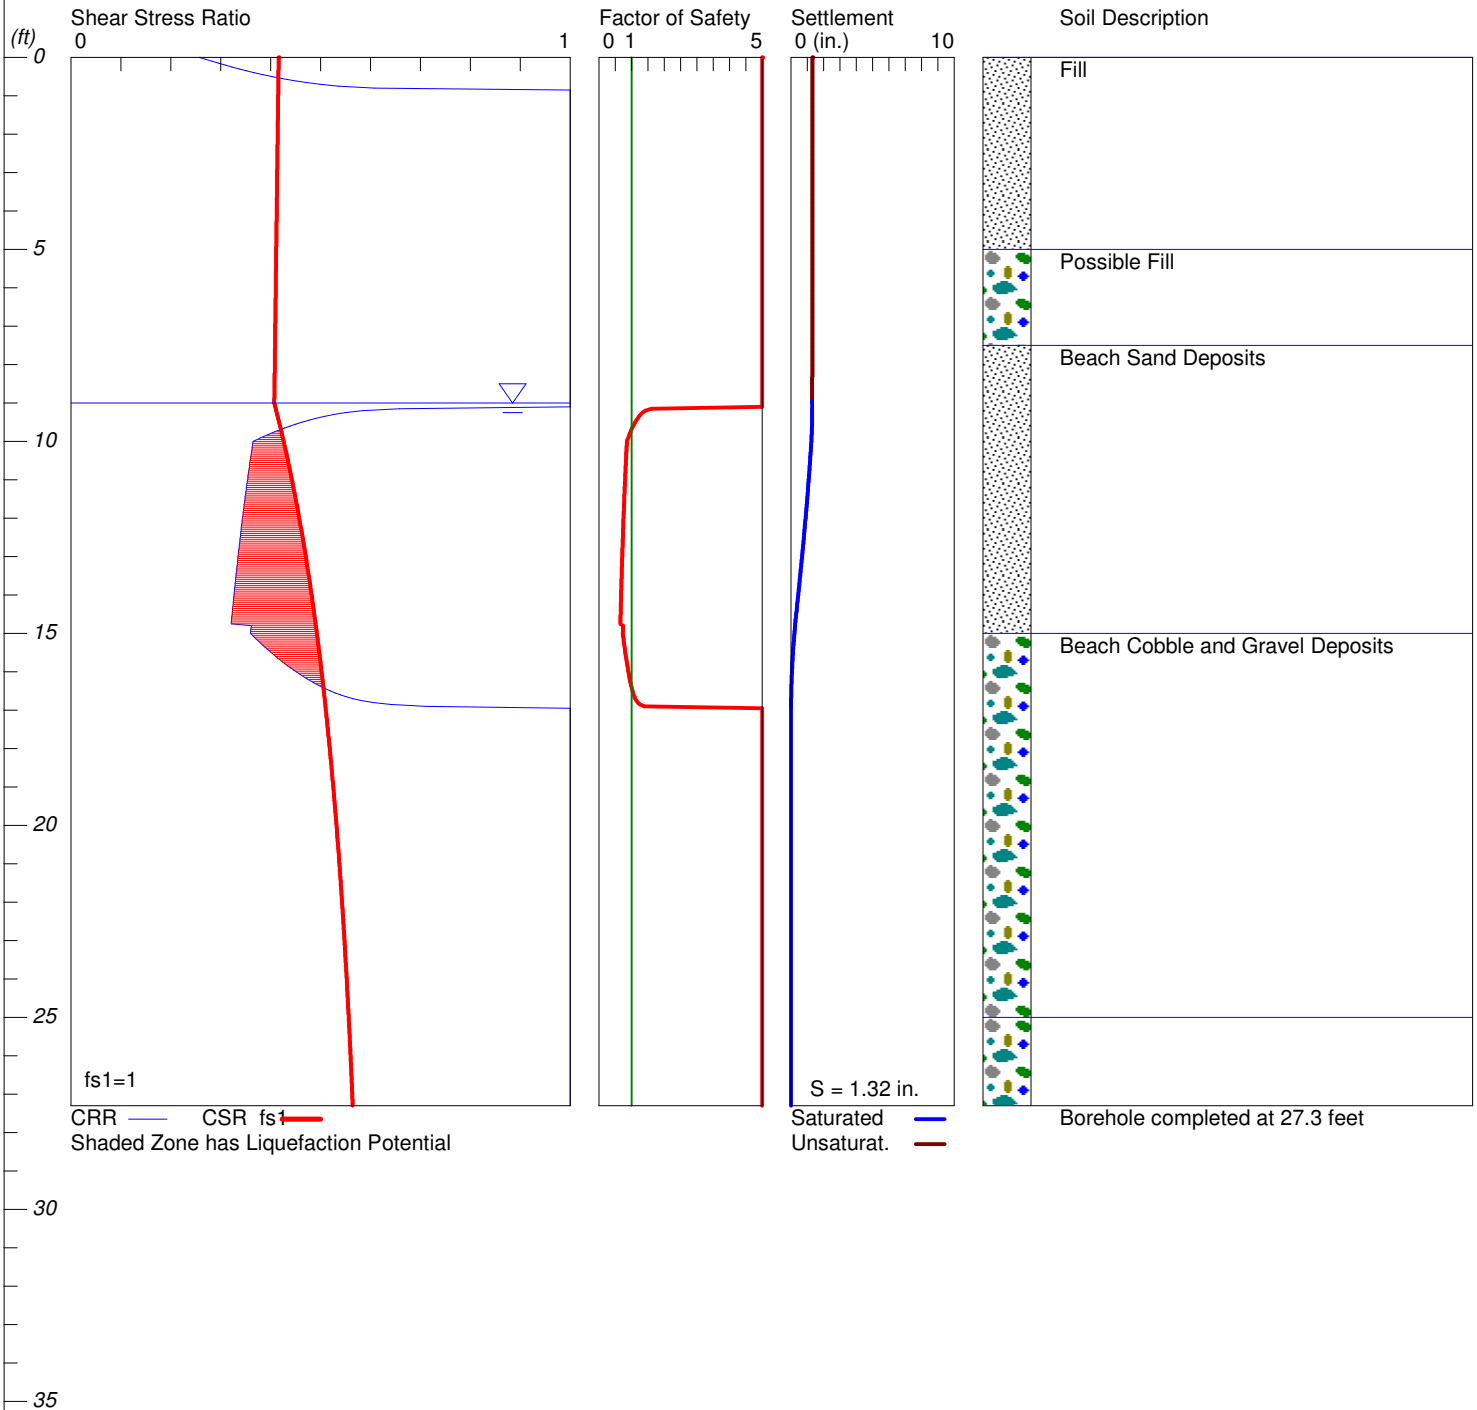 Shear Stress Ratio Factor of Safety Settlement Soil Description
(ft) 0 1 0 1 5 0 (in.) 10
0
Fill
5
Possible Fill
Beach Sand Deposits
10
15
Beach Cobble and Gravel Deposits
20
25
fs1=1 S = 1.32 in.
CRR CSR fs1 Saturated Borehole completed at 27.3 feet
Shaded Zone has Liquefaction Potential Unsaturat.
30
35